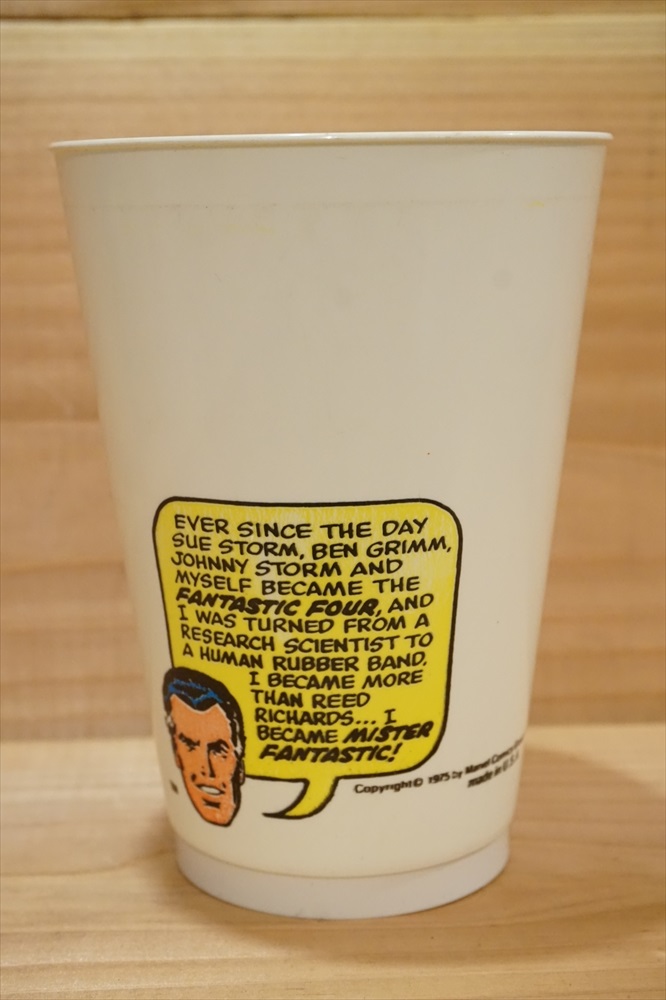 EVER SINCE THE DAY
SUE STORM, BEN GRIMM,
JOHNNY STORM AND
MYSELF BECAME THE
FANTASTIC FOUR, AND
I WAS TURNED FROM A
RESEARCH SCIENTIST TO
A HUMAN RUBBER BAND,
I BECAME MORE
THAN REED
RICHARDS... I
BECAME MISTER
FANTASTIC!
Copyright © 1975 by Marvel
made in U.S.